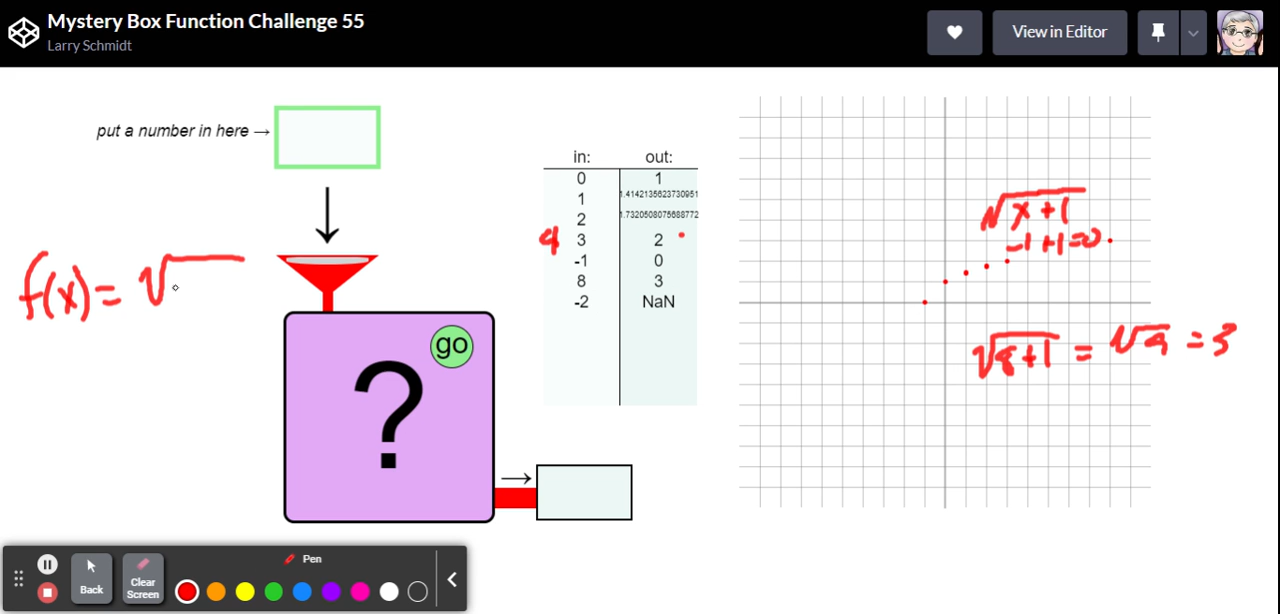 Mystery Box Function Challenge 55
Larry Schmidt
View in Editor
put a number in here →
in: out:
0 1
1 1.4142135623730951
2 1.7320508075688772
4 3 2
-1 0
8 3
-2 NaN
√x+1
-1+1=0
f(x)=√
√8+1 = √9 = 3
go
?
→
Pen
Back
Clear
Screen